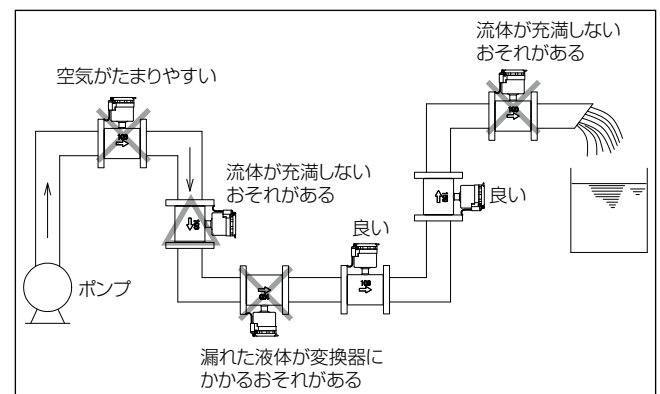 流体が充満しない
おそれがある
空気がたまりやすい
流体が充満しない
おそれがある
良い
良い
ポンプ
漏れた液体が変換器に
かかるおそれがある